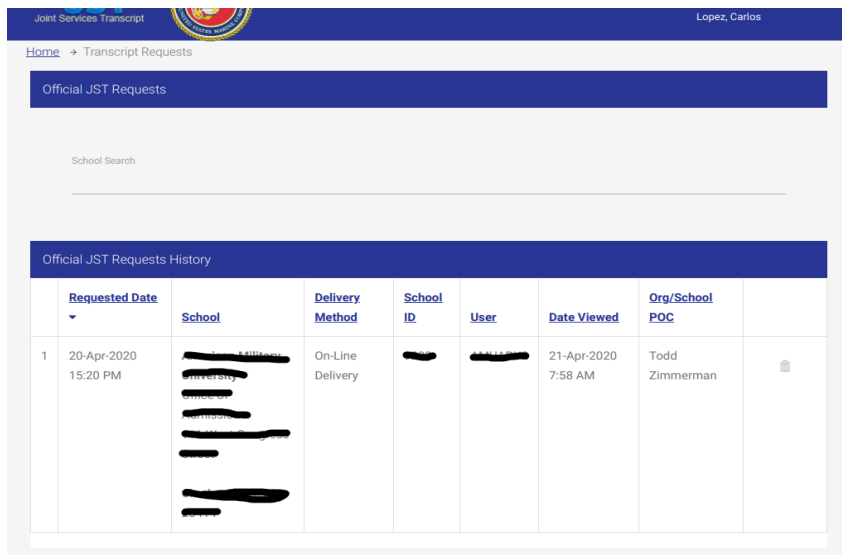 Joint Services Transcript
Lopez, Carlos
Home → Transcript Requests
Official JST Requests
School Search
Official JST Requests History
Requested Date
School
Delivery
Method
School
ID
User
Date Viewed
Org/School
POC
1
20-Apr-2020
15:20 PM
On-Line
Delivery
21-Apr-2020
7:58 AM
Todd
Zimmerman